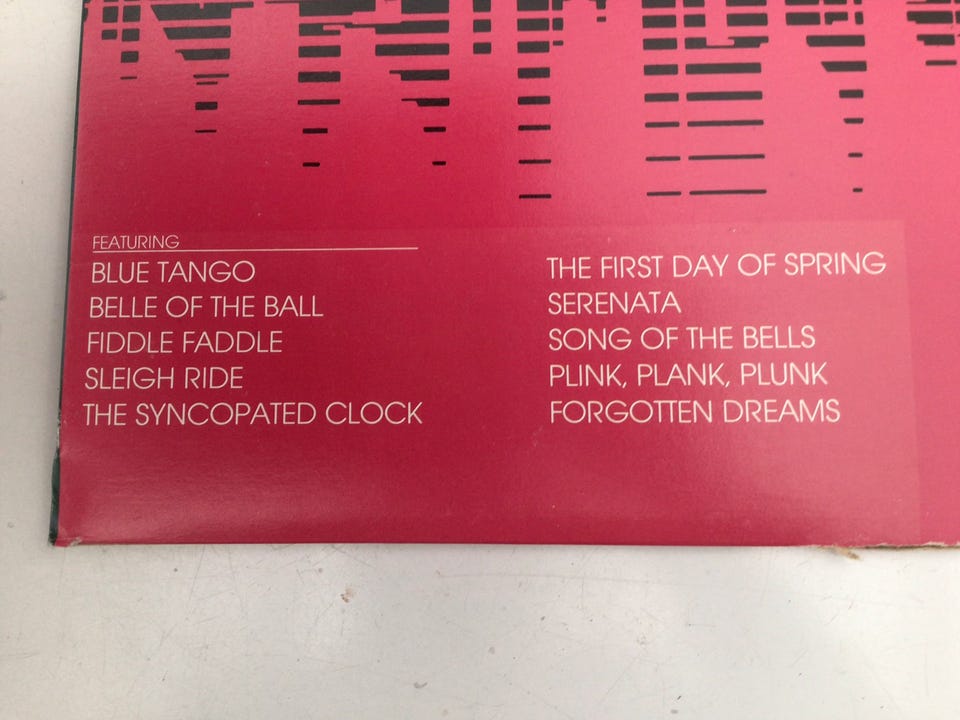 FEATURING
BLUE TANGO
BELLE OF THE BALL
FIDDLE FADDLE
SLEIGH RIDE
THE SYNCOPATED CLOCK
THE FIRST DAY OF SPRING
SERENATA
SONG OF THE BELLS
PLINK, PLANK, PLUNK
FORGOTTEN DREAMS